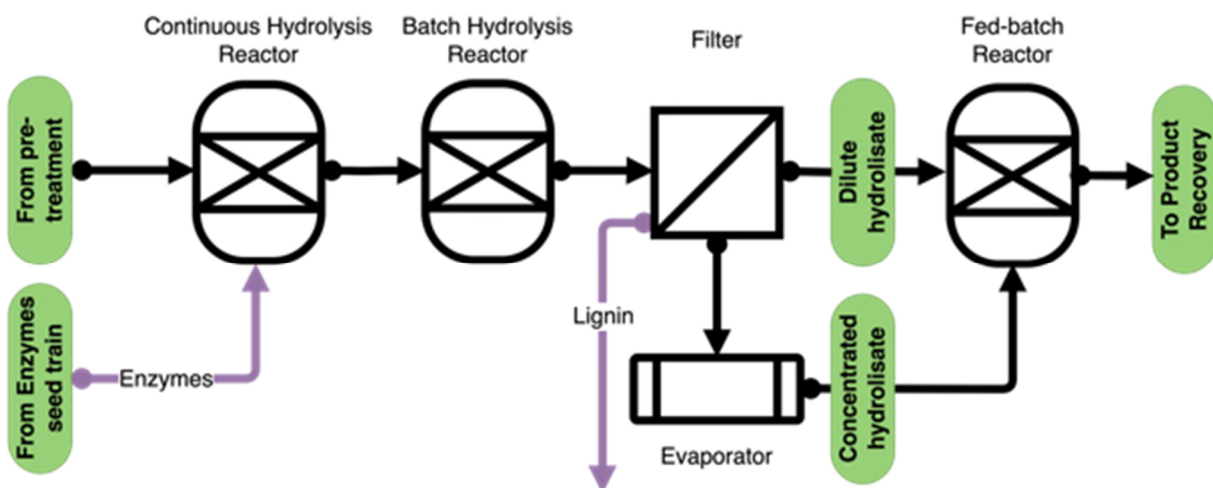 Continuous Hydrolysis
Reactor
Batch Hydrolysis
Reactor
Filter
Fed-batch
Reactor
From pre-
treatment
Dilute
hydrolisate
To Product
Recovery
From Enzymes
seed train
Enzymes
Lignin
Evaporator
Concentrated
hydrolisate